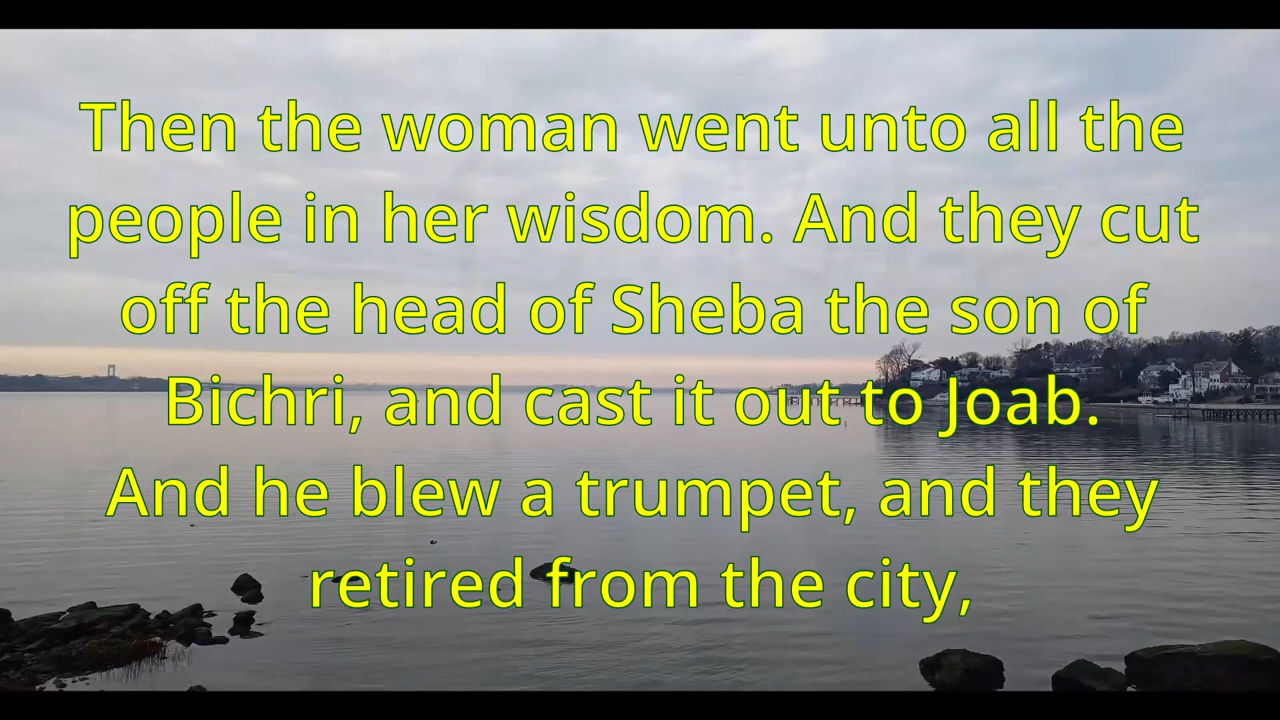 Then the woman went unto all the
people in her wisdom. And they cut
off the head of Sheba the son of
Bichri, and cast it out to Joab.
And he blew a trumpet, and they
retired from the city,